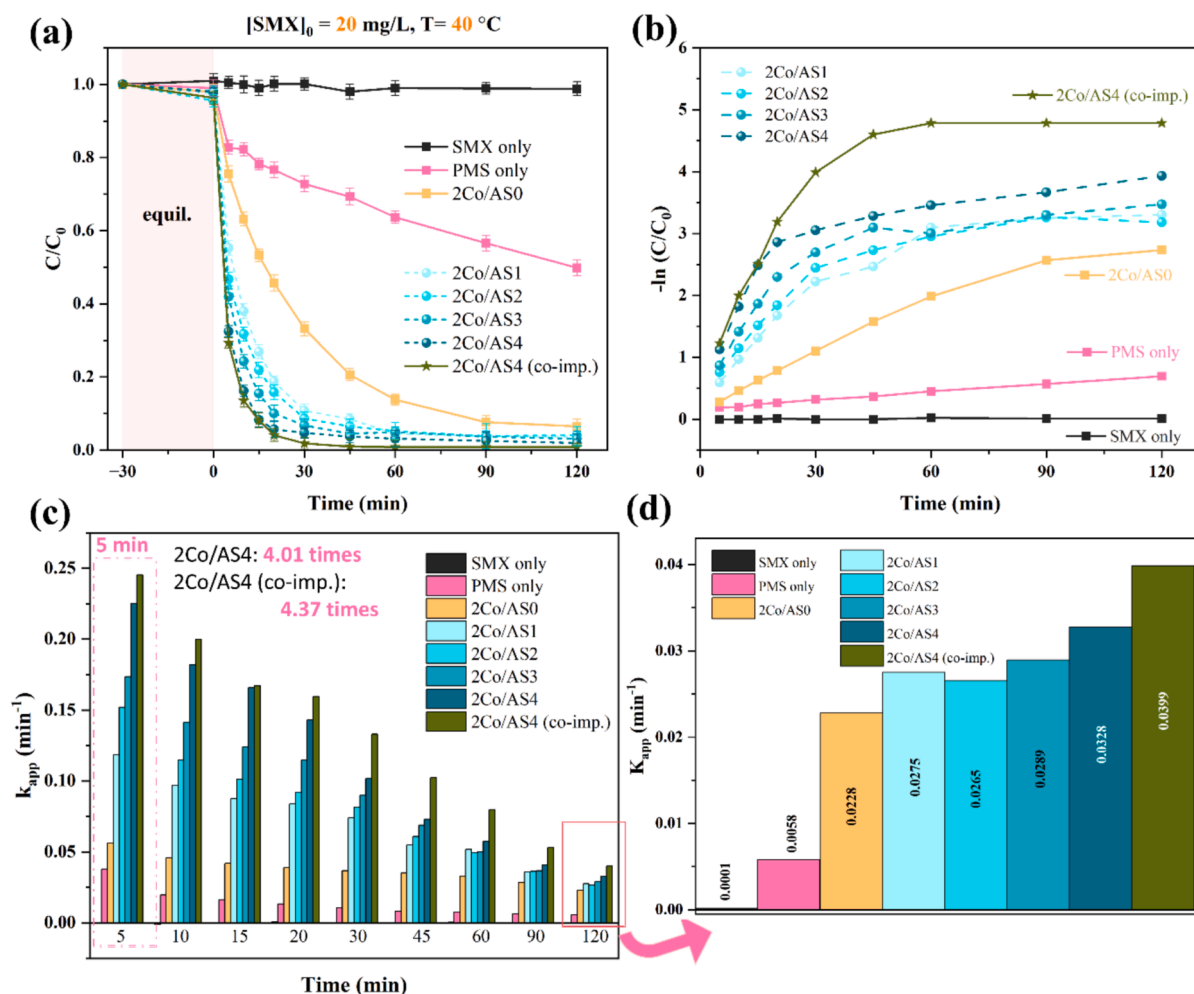 (a)
[SMX]₀ = 20 mg/L, T= 40 °C
1.0
0.8
0.6
0.4
0.2
0.0
C/C₀
equil.
SMX only
PMS only
2Co/AS0
2Co/AS1
2Co/AS2
2Co/AS3
2Co/AS4
2Co/AS4 (co-imp.)
−30
0
30
60
90
120
Time (min)
(b)
6
5
4
3
2
1
0
-ln (C/C₀)
2Co/AS1
2Co/AS2
2Co/AS3
2Co/AS4
2Co/AS4 (co-imp.)
2Co/AS0
PMS only
SMX only
0
30
60
90
120
Time (min)
(c)
5 min
2Co/AS4: 4.01 times
2Co/AS4 (co-imp.):
4.37 times
0.25
0.20
0.15
0.10
0.05
0.00
k_app (min⁻¹)
SMX only
PMS only
2Co/AS0
2Co/AS1
2Co/AS2
2Co/AS3
2Co/AS4
2Co/AS4 (co-imp.)
5
10
15
20
30
45
60
90
120
Time (min)
(d)
0.04
0.03
0.02
0.01
0.00
K_app (min⁻¹)
SMX only
PMS only
2Co/AS0
2Co/AS1
2Co/AS2
2Co/AS3
2Co/AS4
2Co/AS4 (co-imp.)
0.0001
0.0058
0.0228
0.0275
0.0265
0.0289
0.0328
0.0399